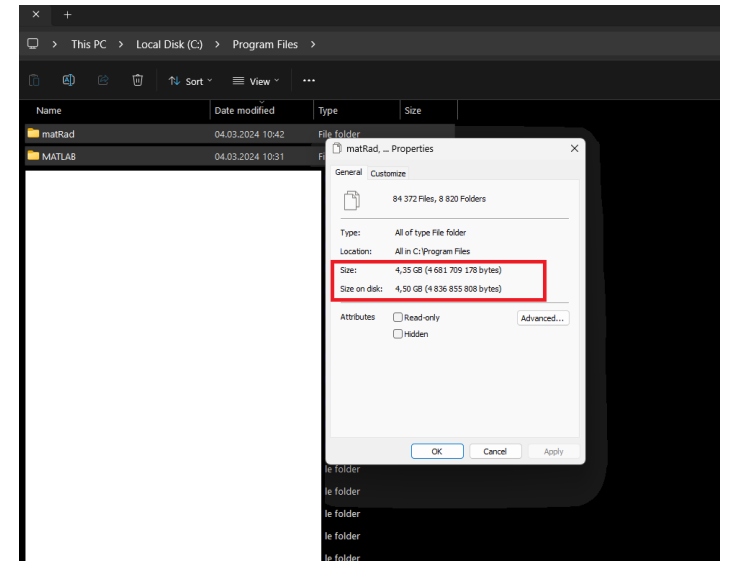 This PC > Local Disk (C:) > Program Files >
Sort View ...
Name Date modified Type Size
matRad 04.03.2024 10:42 File folder
MATLAB 04.03.2024 10:31 Fi
matRad, ... Properties
General Customize
84 372 Files, 8 820 Folders
Type: All of type File folder
Location: All in C:\Program Files
Size: 4,35 GB (4 681 709 178 bytes)
Size on disk: 4,50 GB (4 836 855 808 bytes)
Attributes Read-only Advanced...
Hidden
OK Cancel Apply
le folder
le folder
le folder
le folder
le folder